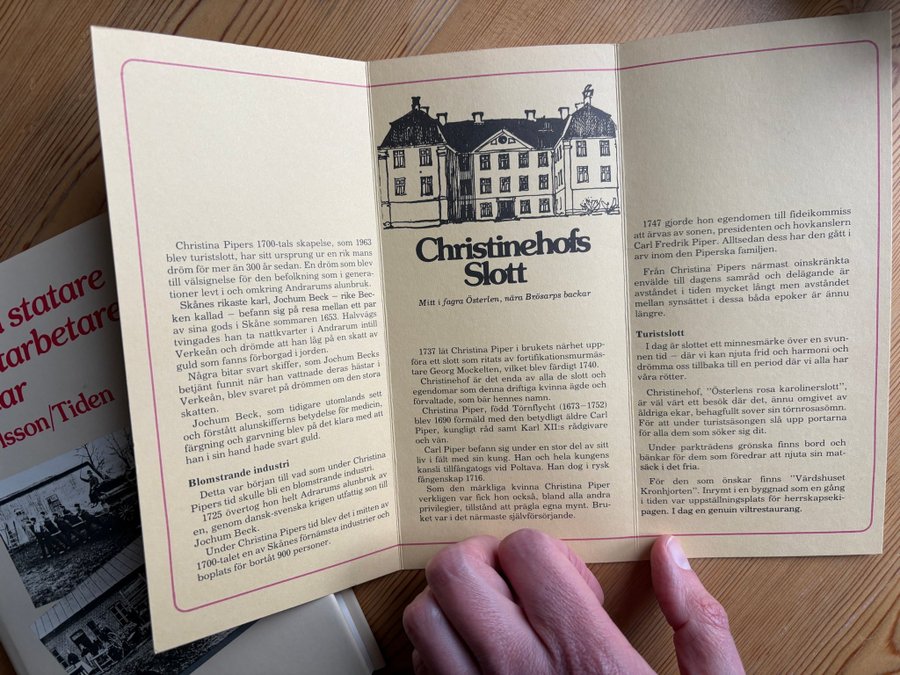 statare
tarbetare
ar
lsson/Tiden
Christina Pipers 1700-tals skapelse, som 1963
blev turistslott, har sitt ursprung ur en rik mans
dröm för mer än 300 år sedan. En dröm som blev
till välsignelse för den befolkning som i genera-
tioner levt i och omkring Andrarums alunbruk.
Skånes rikaste karl, Jochum Beck – rike Bec-
ken kallad – befann sig på resa mellan ett par
av sina gods i Skåne sommaren 1653. Halvvägs
tvingades han ta nattkvarter i Andrarum intill
Verkeån och drömde att han låg på en skatt av
guld som fanns förborgad i jorden.
Några bitar svart skiffer, som Jochum Becks
betjänt funnit när han vattnade deras hästar i
Verkeån, blev svaret på drömmen om den stora
skatten.
Jochum Beck, som tidigare utomlands sett
och förstått alunskifferns betydelse för medicin,
färgning och garvning blev på det klara med att
han i sin hand hade svart guld.
Blomstrande industri
Detta var början till vad som under Christina
Pipers tid skulle bli en blomstrande industri.
1725 övertog hon helt Adrarums alunbruk av
en, genom dansk-svenska krigen utfattig son till
Jochum Beck.
Under Christina Pipers tid blev det i mitten av
1700-talet en av Skånes förnämsta industrier och
boplats för bortåt 900 personer.
Christinehofs
Slott
Mitt i fagra Österlen, nära Brösarps backar
1737 lät Christina Piper i brukets närhet upp-
föra ett slott som ritats av fortifikationsmurmäs-
tare Georg Mockelten, vilket blev färdigt 1740.
Christinehof är det enda av alla de slott och
egendomar som denna driftiga kvinna ägde och
förvaltade, som bär hennes namn.
Christina Piper, född Törnflycht (1673–1752)
blev 1690 förmäld med den betydligt äldre Carl
Piper, kungligt råd samt Karl XII:s rådgivare
och vän.
Carl Piper befann sig under en stor del av sitt
liv i fält med sin kung. Han och hela kungens
kansli tillfångatogs vid Poltava. Han dog i rysk
fångenskap 1716.
Som den märkliga kvinna Christina Piper
verkligen var fick hon också, bland alla andra
privilegier, tillstånd att prägla egna mynt. Bru-
ket var i det närmaste självförsörjande.
1747 gjorde hon egendomen till fideikommiss
att ärvas av sonen, presidenten och hovkanslern
Carl Fredrik Piper. Alltsedan dess har den gått i
arv inom den Piperska familjen.
Från Christina Pipers närmast oinskränkta
envälde till dagens samråd och delägande är
avståndet i tiden mycket långt men avståndet
mellan synsättet i dessa båda epoker är ännu
längre.
Turistslott
I dag är slottet ett minnesmärke över en svun-
nen tid – där vi kan njuta frid och harmoni och
drömma oss tillbaka till en period där vi alla har
våra rötter.
Christinehof, "Österlens rosa karolinerslott",
är väl värt ett besök där det, ännu omgivet av
åldriga ekar, behagfullt sover sin törnrosasömn.
För att under turistsäsongen slå upp portarna
för alla dem som söker sig dit.
Under parkträdens grönska finns bord och
bänkar för dem som föredrar att njuta sin mat-
säck i det fria.
För den som önskar finns "Värdshuset
Kronhjorten". Inrymt i en byggnad som en gång
i tiden var uppställningsplats för herrskapseki-
pagen. I dag en genuin viltrestaurang.